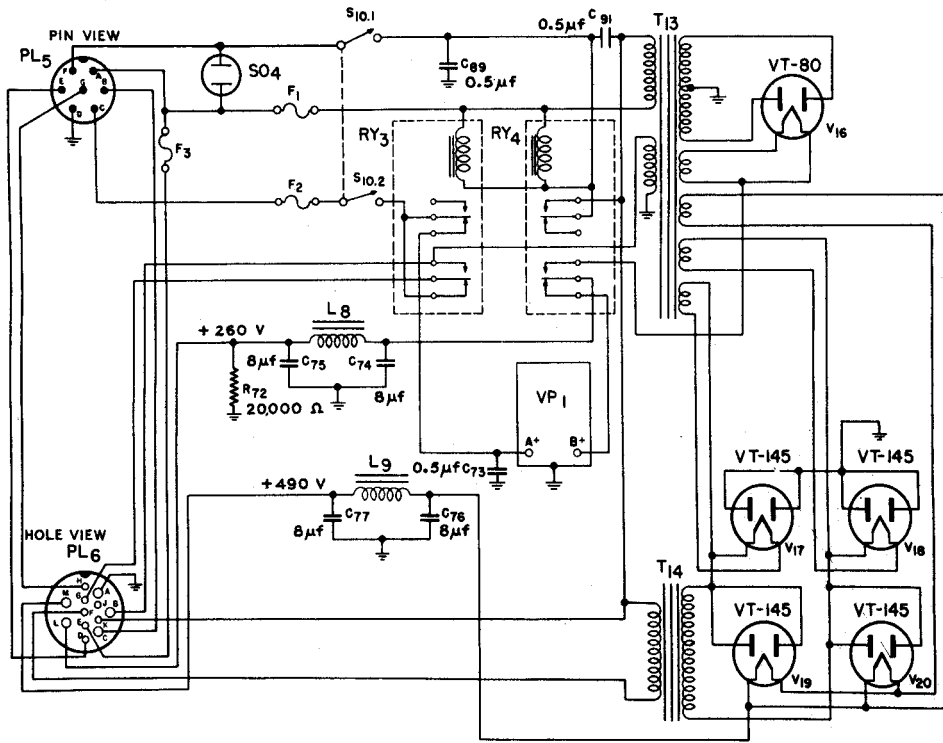 PIN VIEW
PL5
F
A
E
G
B
D
C
SO4
S10.1
C89
0.5µf
0.5µf
C91
T13
VT-80
V16
F1
F3
F2
S10.2
RY3
RY4
+260 V
L8
8µf
C75
C74
8µf
R72
20,000 Ω
VP1
A+
B+
0.5µf C73
+490 V
L9
C77
8µf
C76
8µf
VT-145
VT-145
V17
V18
HOLE VIEW
PL6
H
A
G
M
J
B
F
L
E
K
D
C
T14
VT-145
VT-145
V19
V20